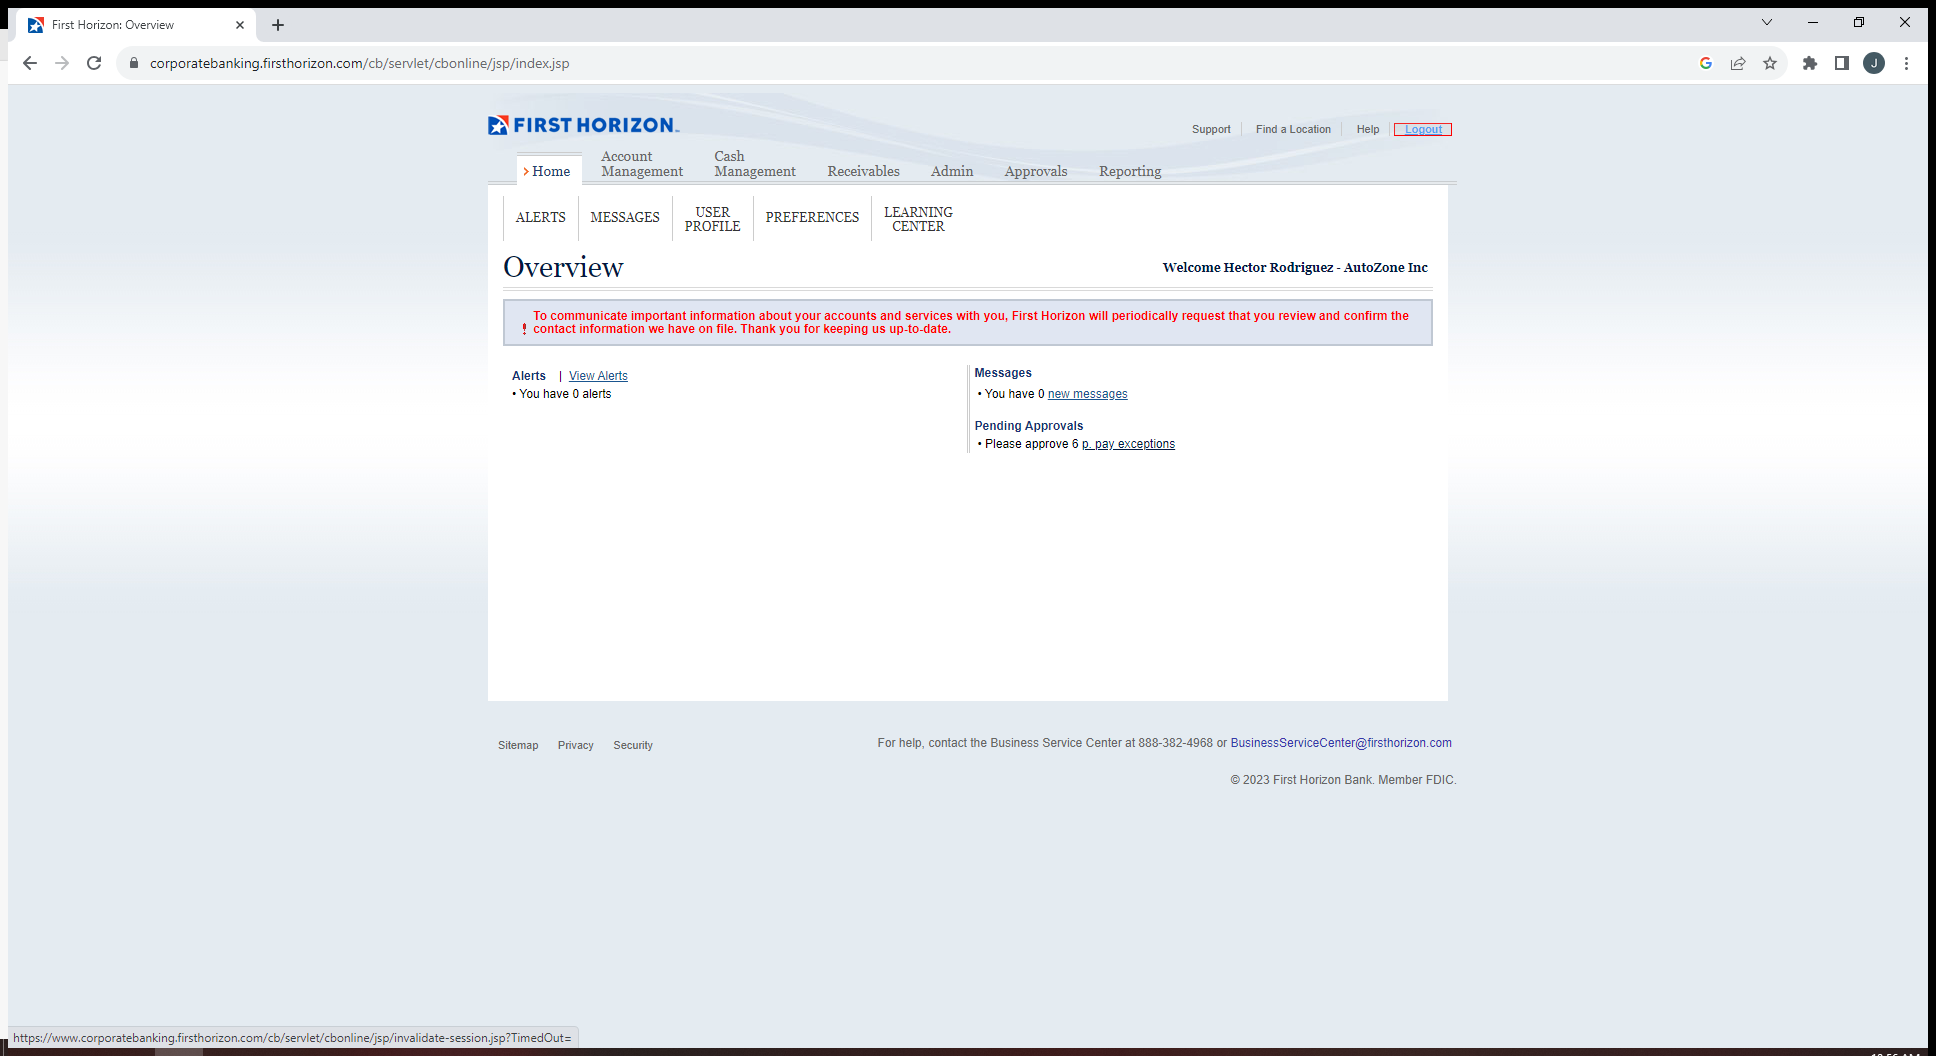 First Horizon: Overview
corporatebanking.firsthorizon.com/cb/servlet/cbonline/jsp/index.jsp
J
FIRST HORIZON
Support Find a Location Help Logout
Home Account Management Cash Management Receivables Admin Approvals Reporting
ALERTS MESSAGES USER PROFILE PREFERENCES LEARNING CENTER
Overview
Welcome Hector Rodriguez - AutoZone Inc
To communicate important information about your accounts and services with you, First Horizon will periodically request that you review and confirm the
! contact information we have on file. Thank you for keeping us up-to-date.
Alerts | View Alerts
• You have 0 alerts
Messages
• You have 0 new messages
Pending Approvals
• Please approve 6 p. pay exceptions
Sitemap Privacy Security
For help, contact the Business Service Center at 888-382-4968 or BusinessServiceCenter@firsthorizon.com
© 2023 First Horizon Bank. Member FDIC.
https://www.corporatebanking.firsthorizon.com/cb/servlet/cbonline/jsp/invalidate-session.jsp?TimedOut=